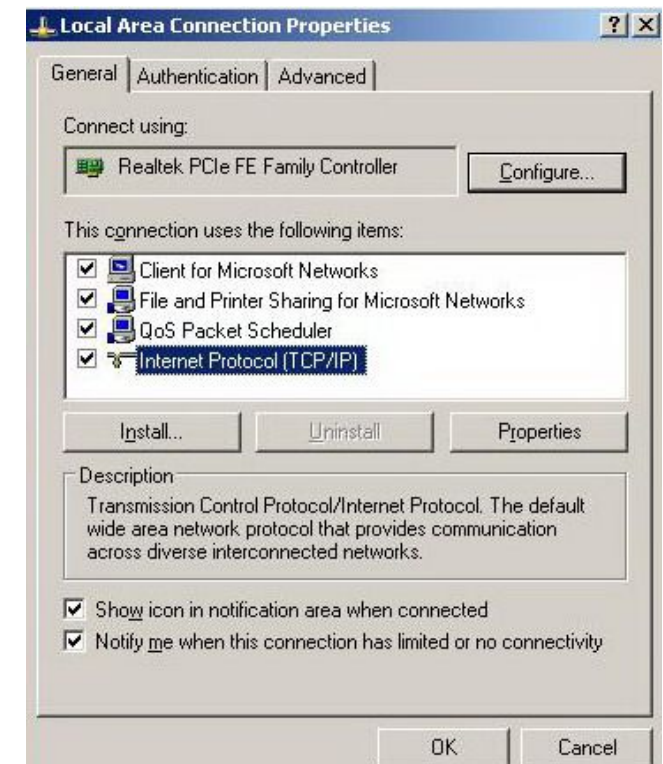 Local Area Connection Properties
General Authentication Advanced
Connect using:
Realtek PCIe FE Family Controller Configure...
This connection uses the following items:
Client for Microsoft Networks
File and Printer Sharing for Microsoft Networks
QoS Packet Scheduler
Internet Protocol (TCP/IP)
Install... Uninstall Properties
Description
Transmission Control Protocol/Internet Protocol. The default
wide area network protocol that provides communication
across diverse interconnected networks.
Show icon in notification area when connected
Notify me when this connection has limited or no connectivity
OK Cancel